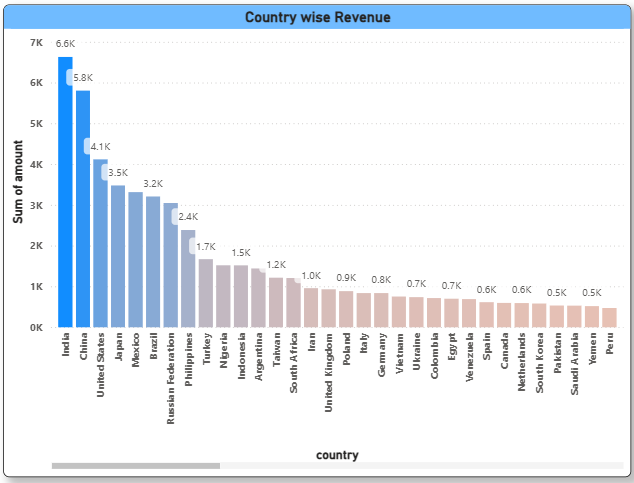 Country wise Revenue
Sum of amount
7K
6K
5K
4K
3K
2K
1K
0K
6.6K
5.8K
4.1K
3.5K
3.2K
2.4K
1.7K
1.5K
1.2K
1.0K
0.9K
0.8K
0.7K
0.7K
0.6K
0.6K
0.5K
0.5K
India
China
United States
Japan
Mexico
Brazil
Russian Federation
Philippines
Turkey
Nigeria
Indonesia
Argentina
Taiwan
South Africa
Iran
United Kingdom
Poland
Italy
Germany
Vietnam
Ukraine
Colombia
Egypt
Venezuela
Spain
Canada
Netherlands
South Korea
Pakistan
Saudi Arabia
Yemen
Peru
country